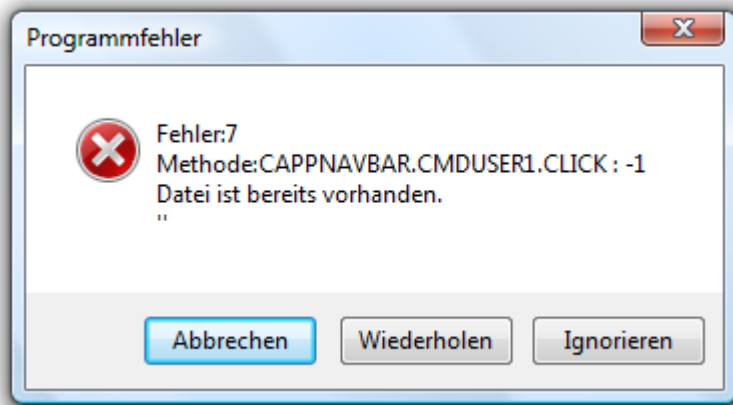 Programmfehler
Fehler:7
Methode:CAPPNAVBAR.CMDUSER1.CLICK : -1
Datei ist bereits vorhanden.
''
Abbrechen Wiederholen Ignorieren